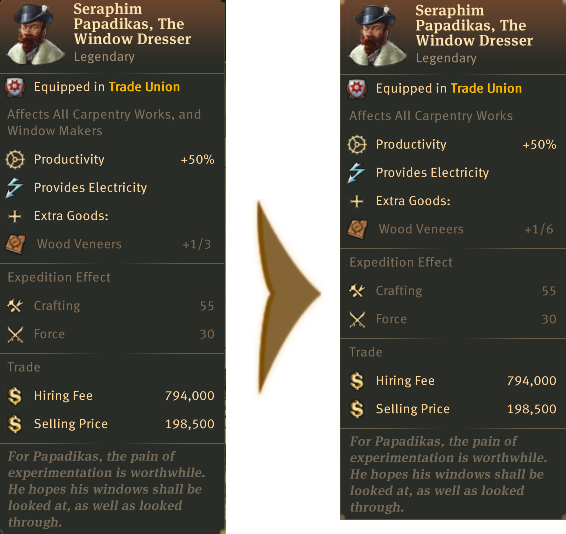 Seraphim
Papadikas, The
Window Dresser
Legendary
Equipped in Trade Union
Affects All Carpentry Works, and
Window Makers
Productivity +50%
Provides Electricity
Extra Goods:
Wood Veneers +1/3
Expedition Effect
Crafting 55
Force 30
Trade
Hiring Fee 794,000
Selling Price 198,500
For Papadikas, the pain of
experimentation is worthwhile.
He hopes his windows shall be
looked at, as well as looked
through.
Seraphim
Papadikas, The
Window Dresser
Legendary
Equipped in Trade Union
Affects All Carpentry Works
Productivity +50%
Provides Electricity
Extra Goods:
Wood Veneers +1/6
Expedition Effect
Crafting 55
Force 30
Trade
Hiring Fee 794,000
Selling Price 198,500
For Papadikas, the pain of
experimentation is worthwhile.
He hopes his windows shall be
looked at, as well as looked
through.